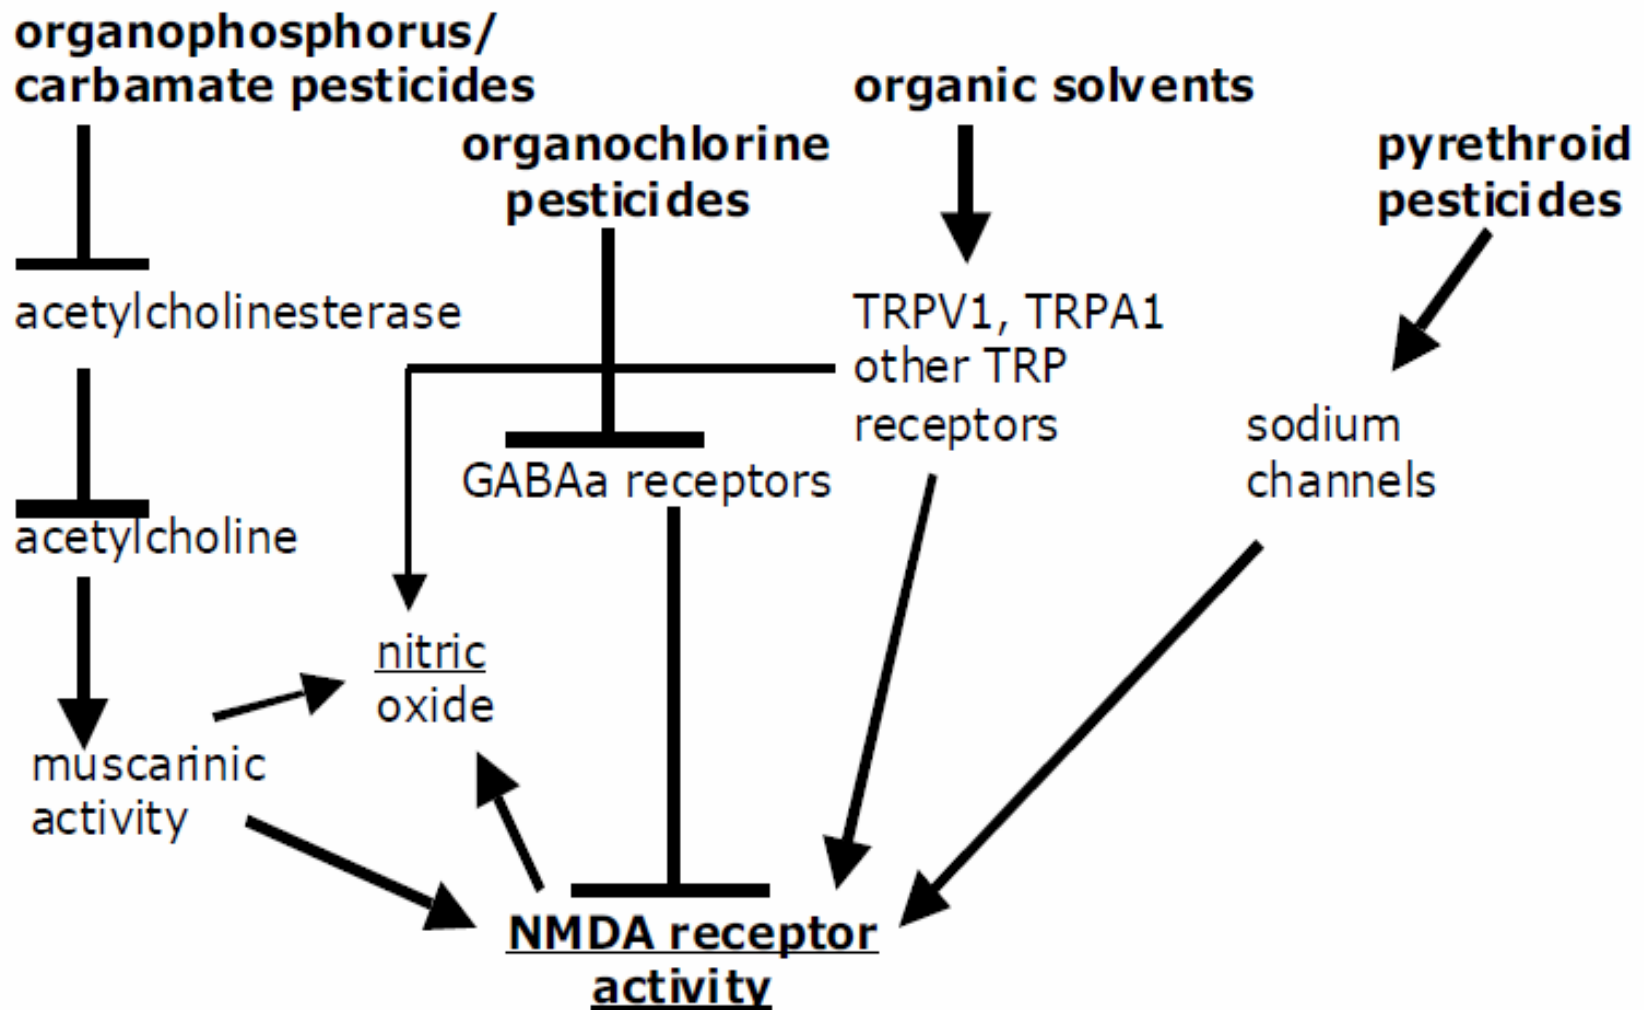 organophosphorus/
carbamate pesticides
organochlorine
pesticides
organic solvents
pyrethroid
pesticides
acetylcholinesterase
TRPV1, TRPA1
other TRP
receptors
sodium
channels
GABAa receptors
acetylcholine
nitric
oxide
muscarinic
activity
NMDA receptor
activity